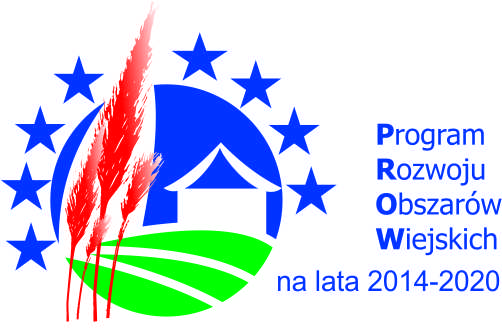 Program
Rozwoju
Obszarów
Wiejskich
na lata 2014-2020